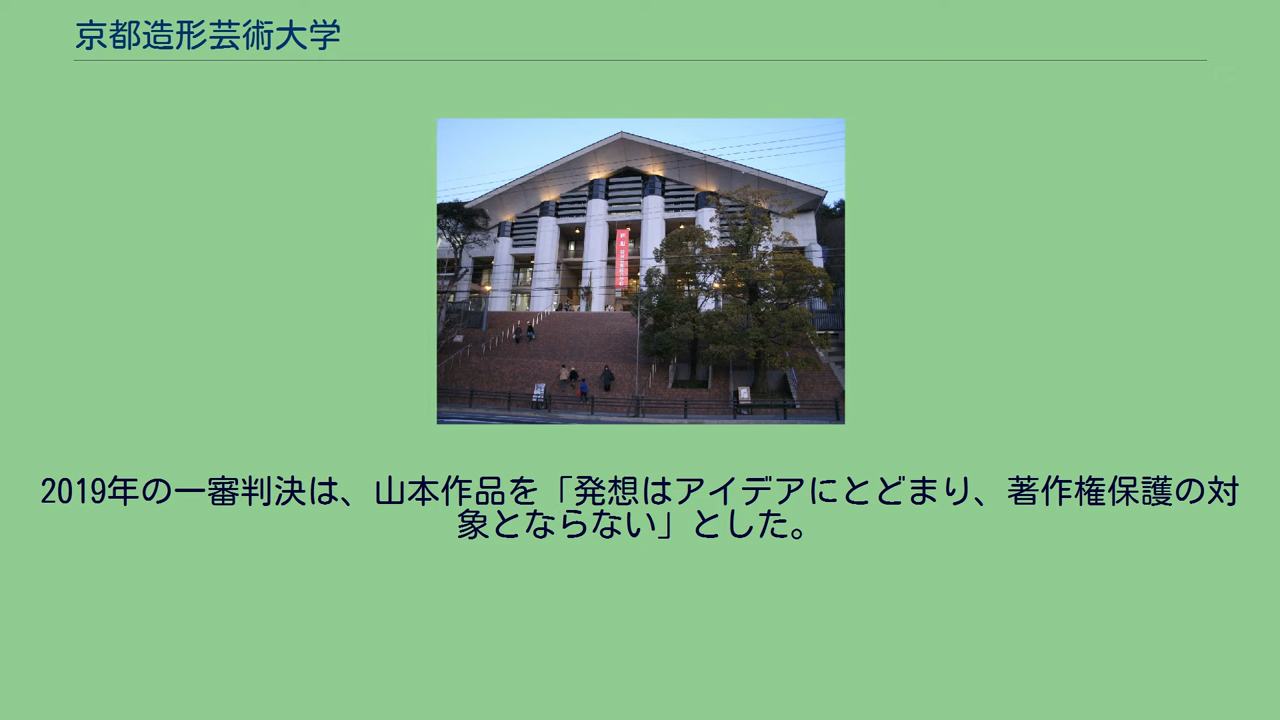 京都造形芸術大学
2019年の一審判決は、山本作品を「発想はアイデアにとどまり、著作権保護の対
象とならない」とした。